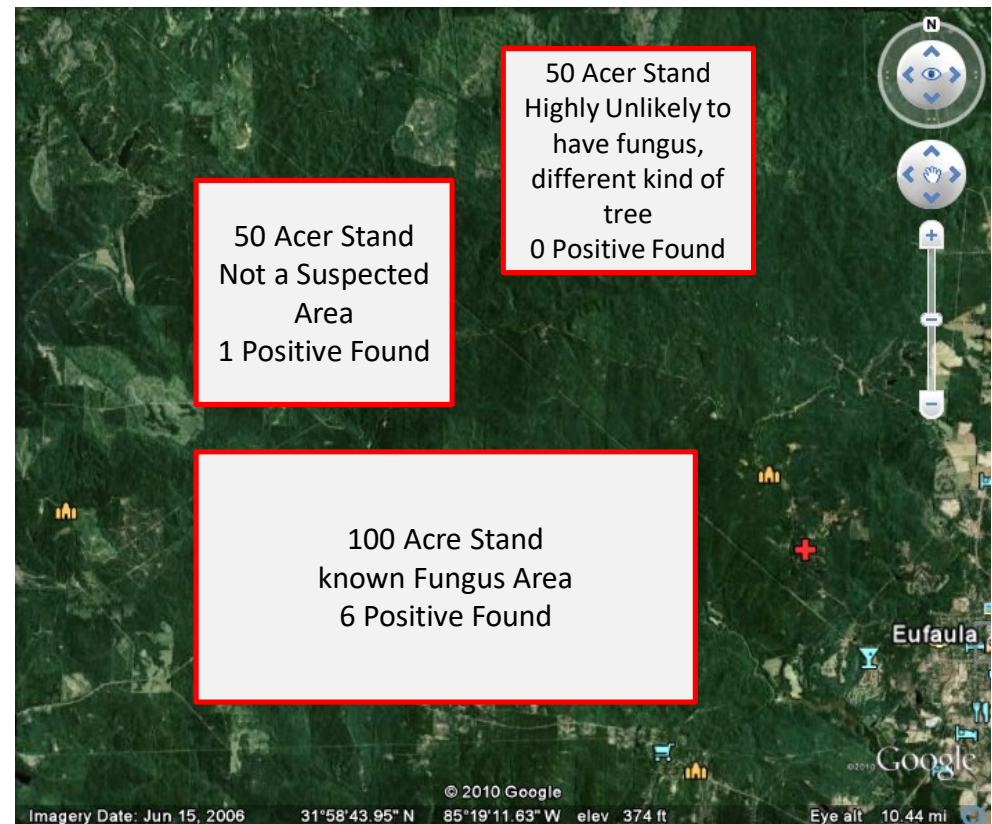 N
50 Acer Stand
Highly Unlikely to
have fungus,
different kind of
tree
0 Positive Found
50 Acer Stand
Not a Suspected
Area
1 Positive Found
100 Acre Stand
known Fungus Area
6 Positive Found
Eufaula
©2010 Google
© 2010 Google
Imagery Date: Jun 15, 2006 31°58'43.95" N 85°19'11.63" W elev 374 ft Eye alt 10.44 mi